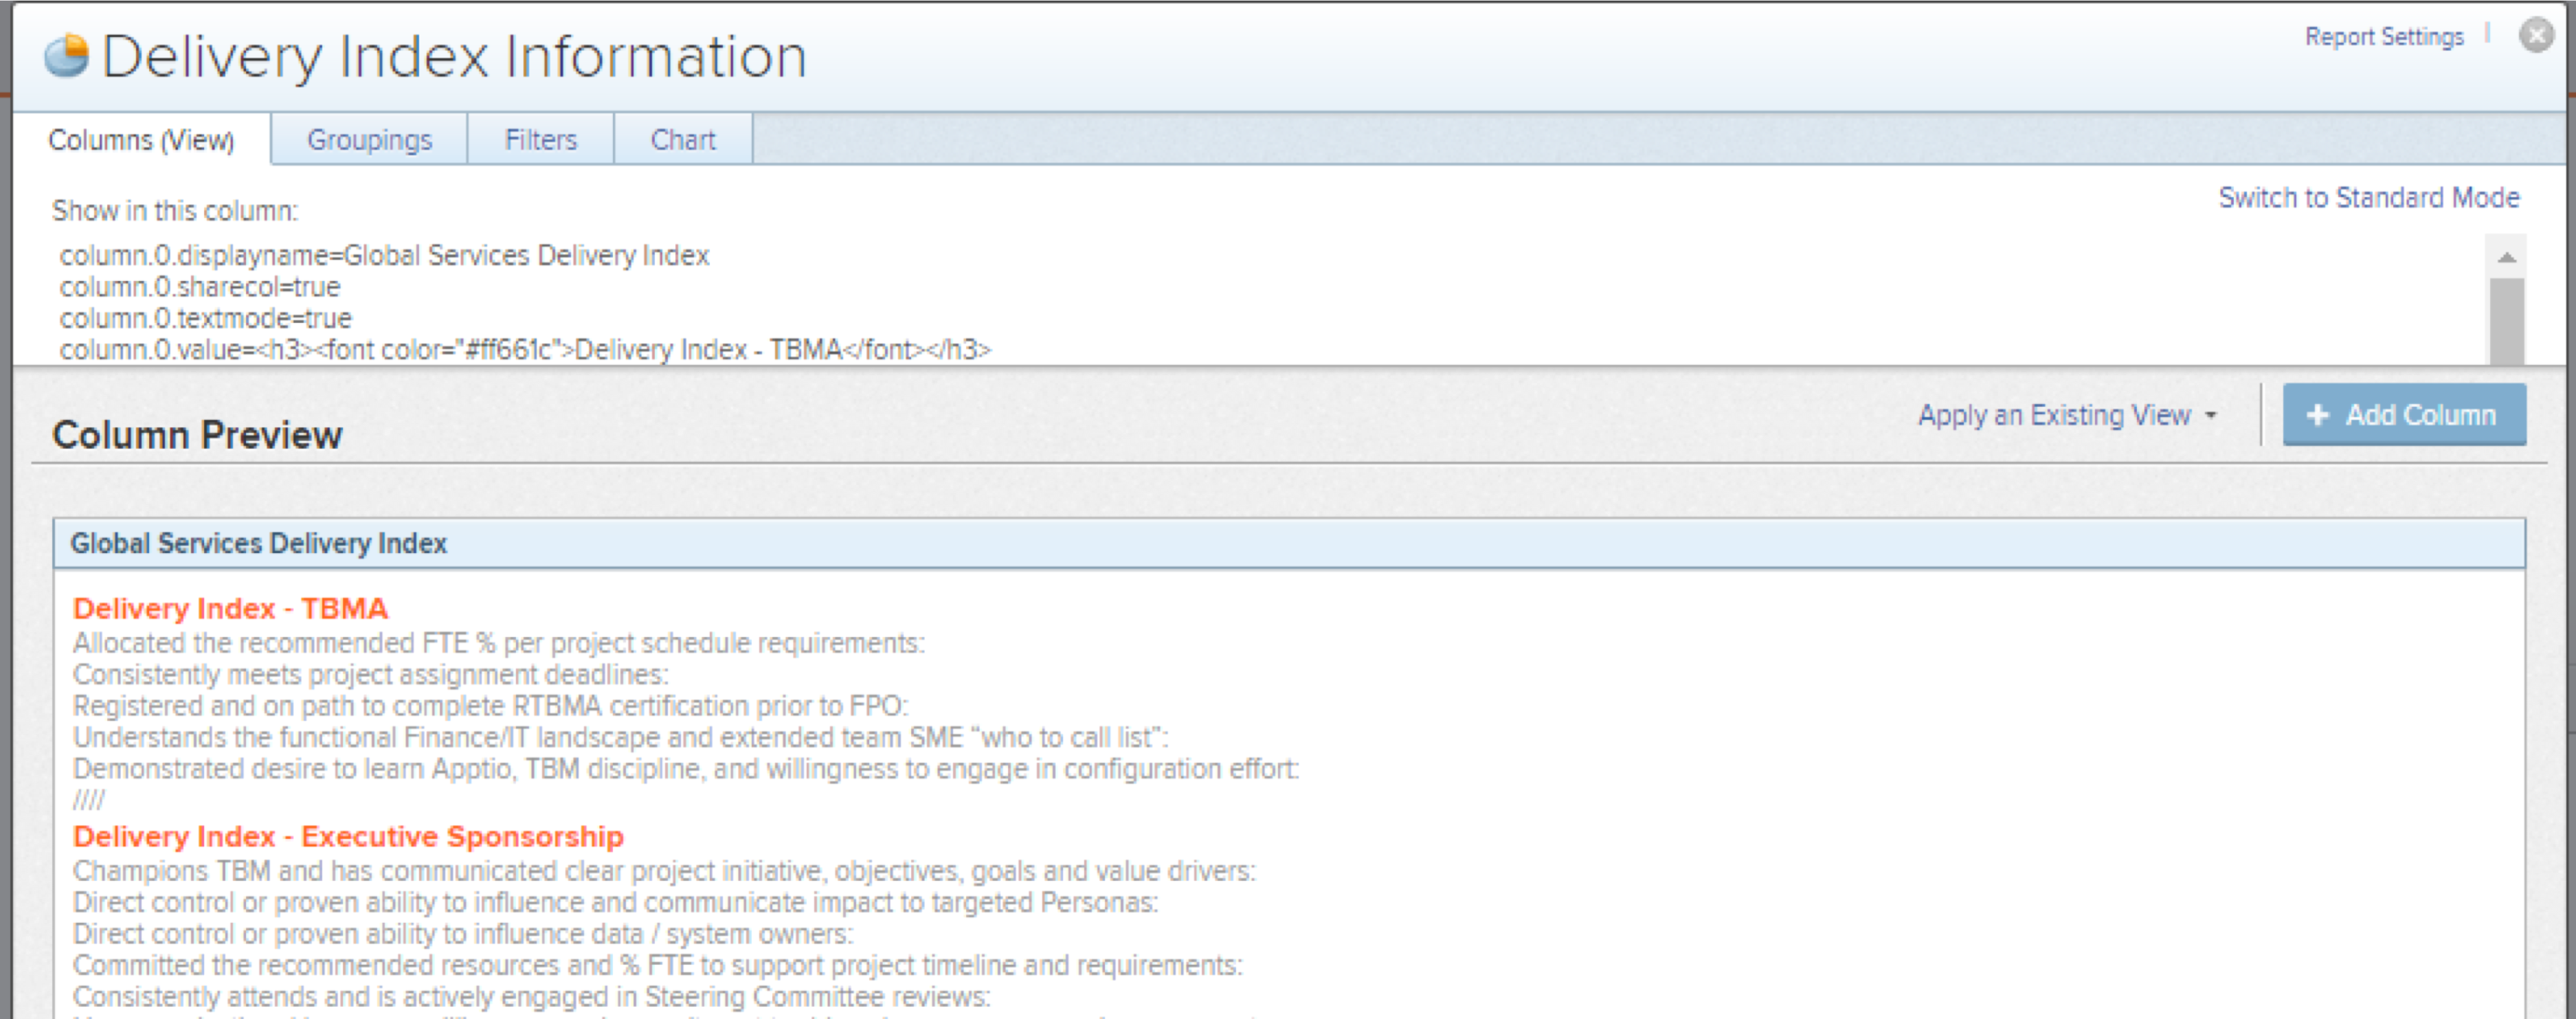 Delivery Index Information
Report Settings
Columns (View)
Groupings
Filters
Chart
Show in this column:
Switch to Standard Mode
column.0.displayname=Global Services Delivery Index
column.0.sharecol=true
column.0.textmode=true
column.0.value=<h3><font color="#ff661c">Delivery Index - TBMA</font></h3>
Column Preview
Apply an Existing View
+ Add Column
Global Services Delivery Index
Delivery Index - TBMA
Allocated the recommended FTE % per project schedule requirements:
Consistently meets project assignment deadlines:
Registered and on path to complete RTBMA certification prior to FPO:
Understands the functional Finance/IT landscape and extended team SME “who to call list”:
Demonstrated desire to learn Apptio, TBM discipline, and willingness to engage in configuration effort:
////
Delivery Index - Executive Sponsorship
Champions TBM and has communicated clear project initiative, objectives, goals and value drivers:
Direct control or proven ability to influence and communicate impact to targeted Personas:
Direct control or proven ability to influence data / system owners:
Committed the recommended resources and % FTE to support project timeline and requirements:
Consistently attends and is actively engaged in Steering Committee reviews: